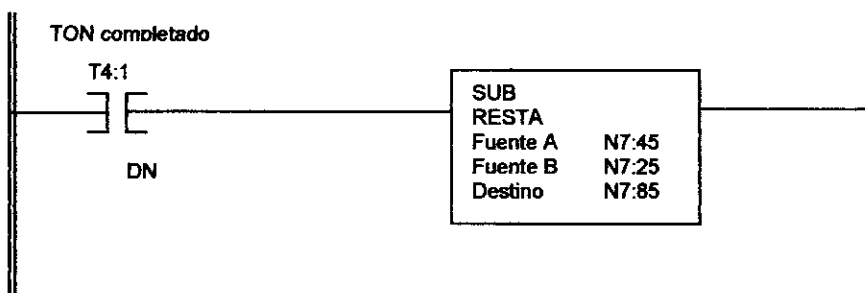 TON completado
T4:1
DN
SUB
RESTA
Fuente A N7:45
Fuente B N7:25
Destino N7:85